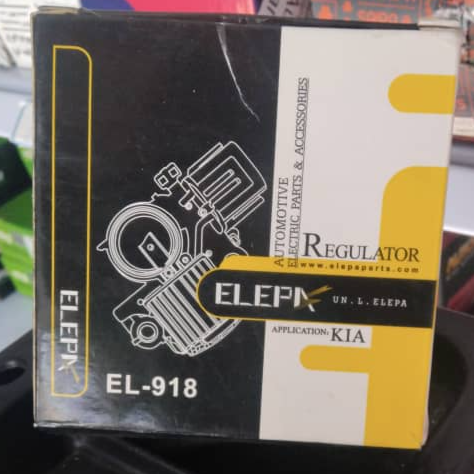 AUTOMOTIVE
ELECTRIC PARTS & ACCESSORIES
REGULATOR
www.elepaparts.com
ELEPA
UN.L.ELEPA
APPLICATION: KIA
ELEPA
EL-918